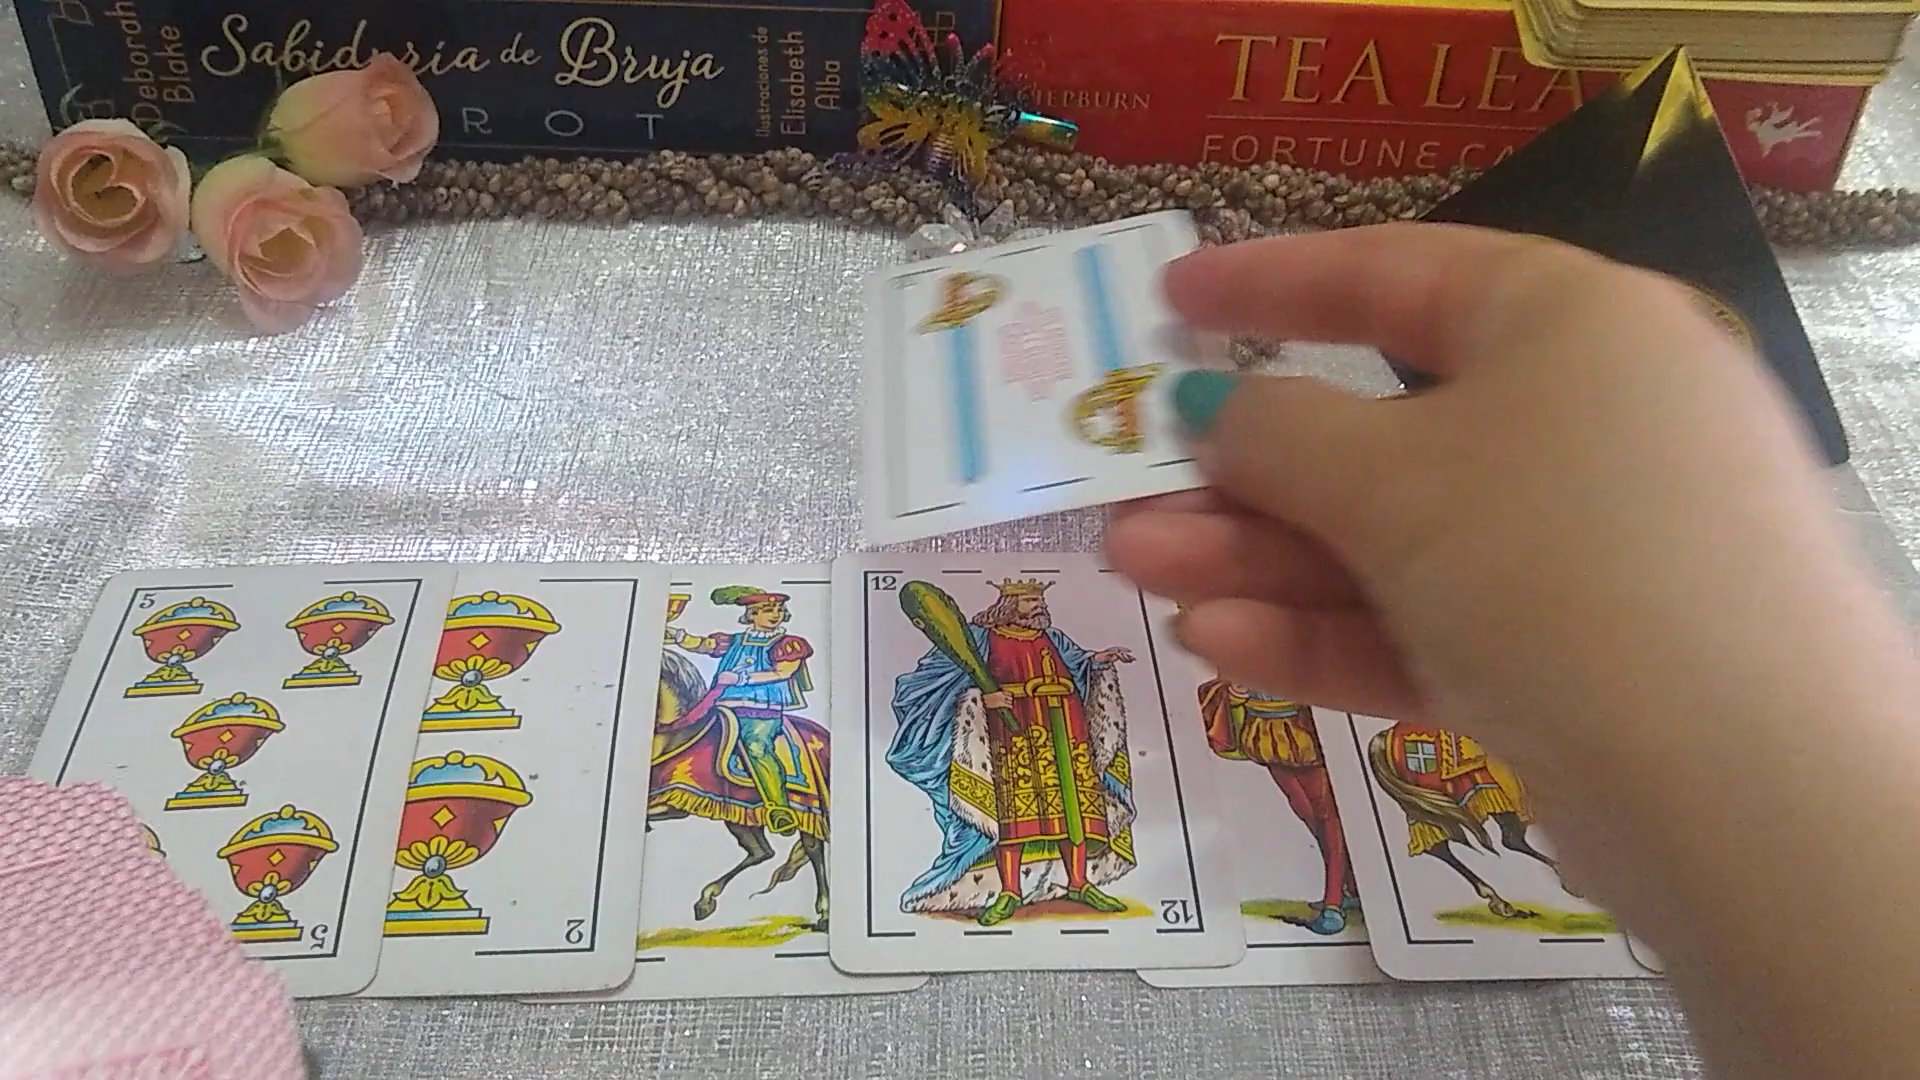 Deborah
Blake
Sabiduría de Bruja
ROT
Ilustraciones de
Elisabeth
Alba
HEPBURN
TEA LEA
FORTUNE CA
5
5
2
12
12